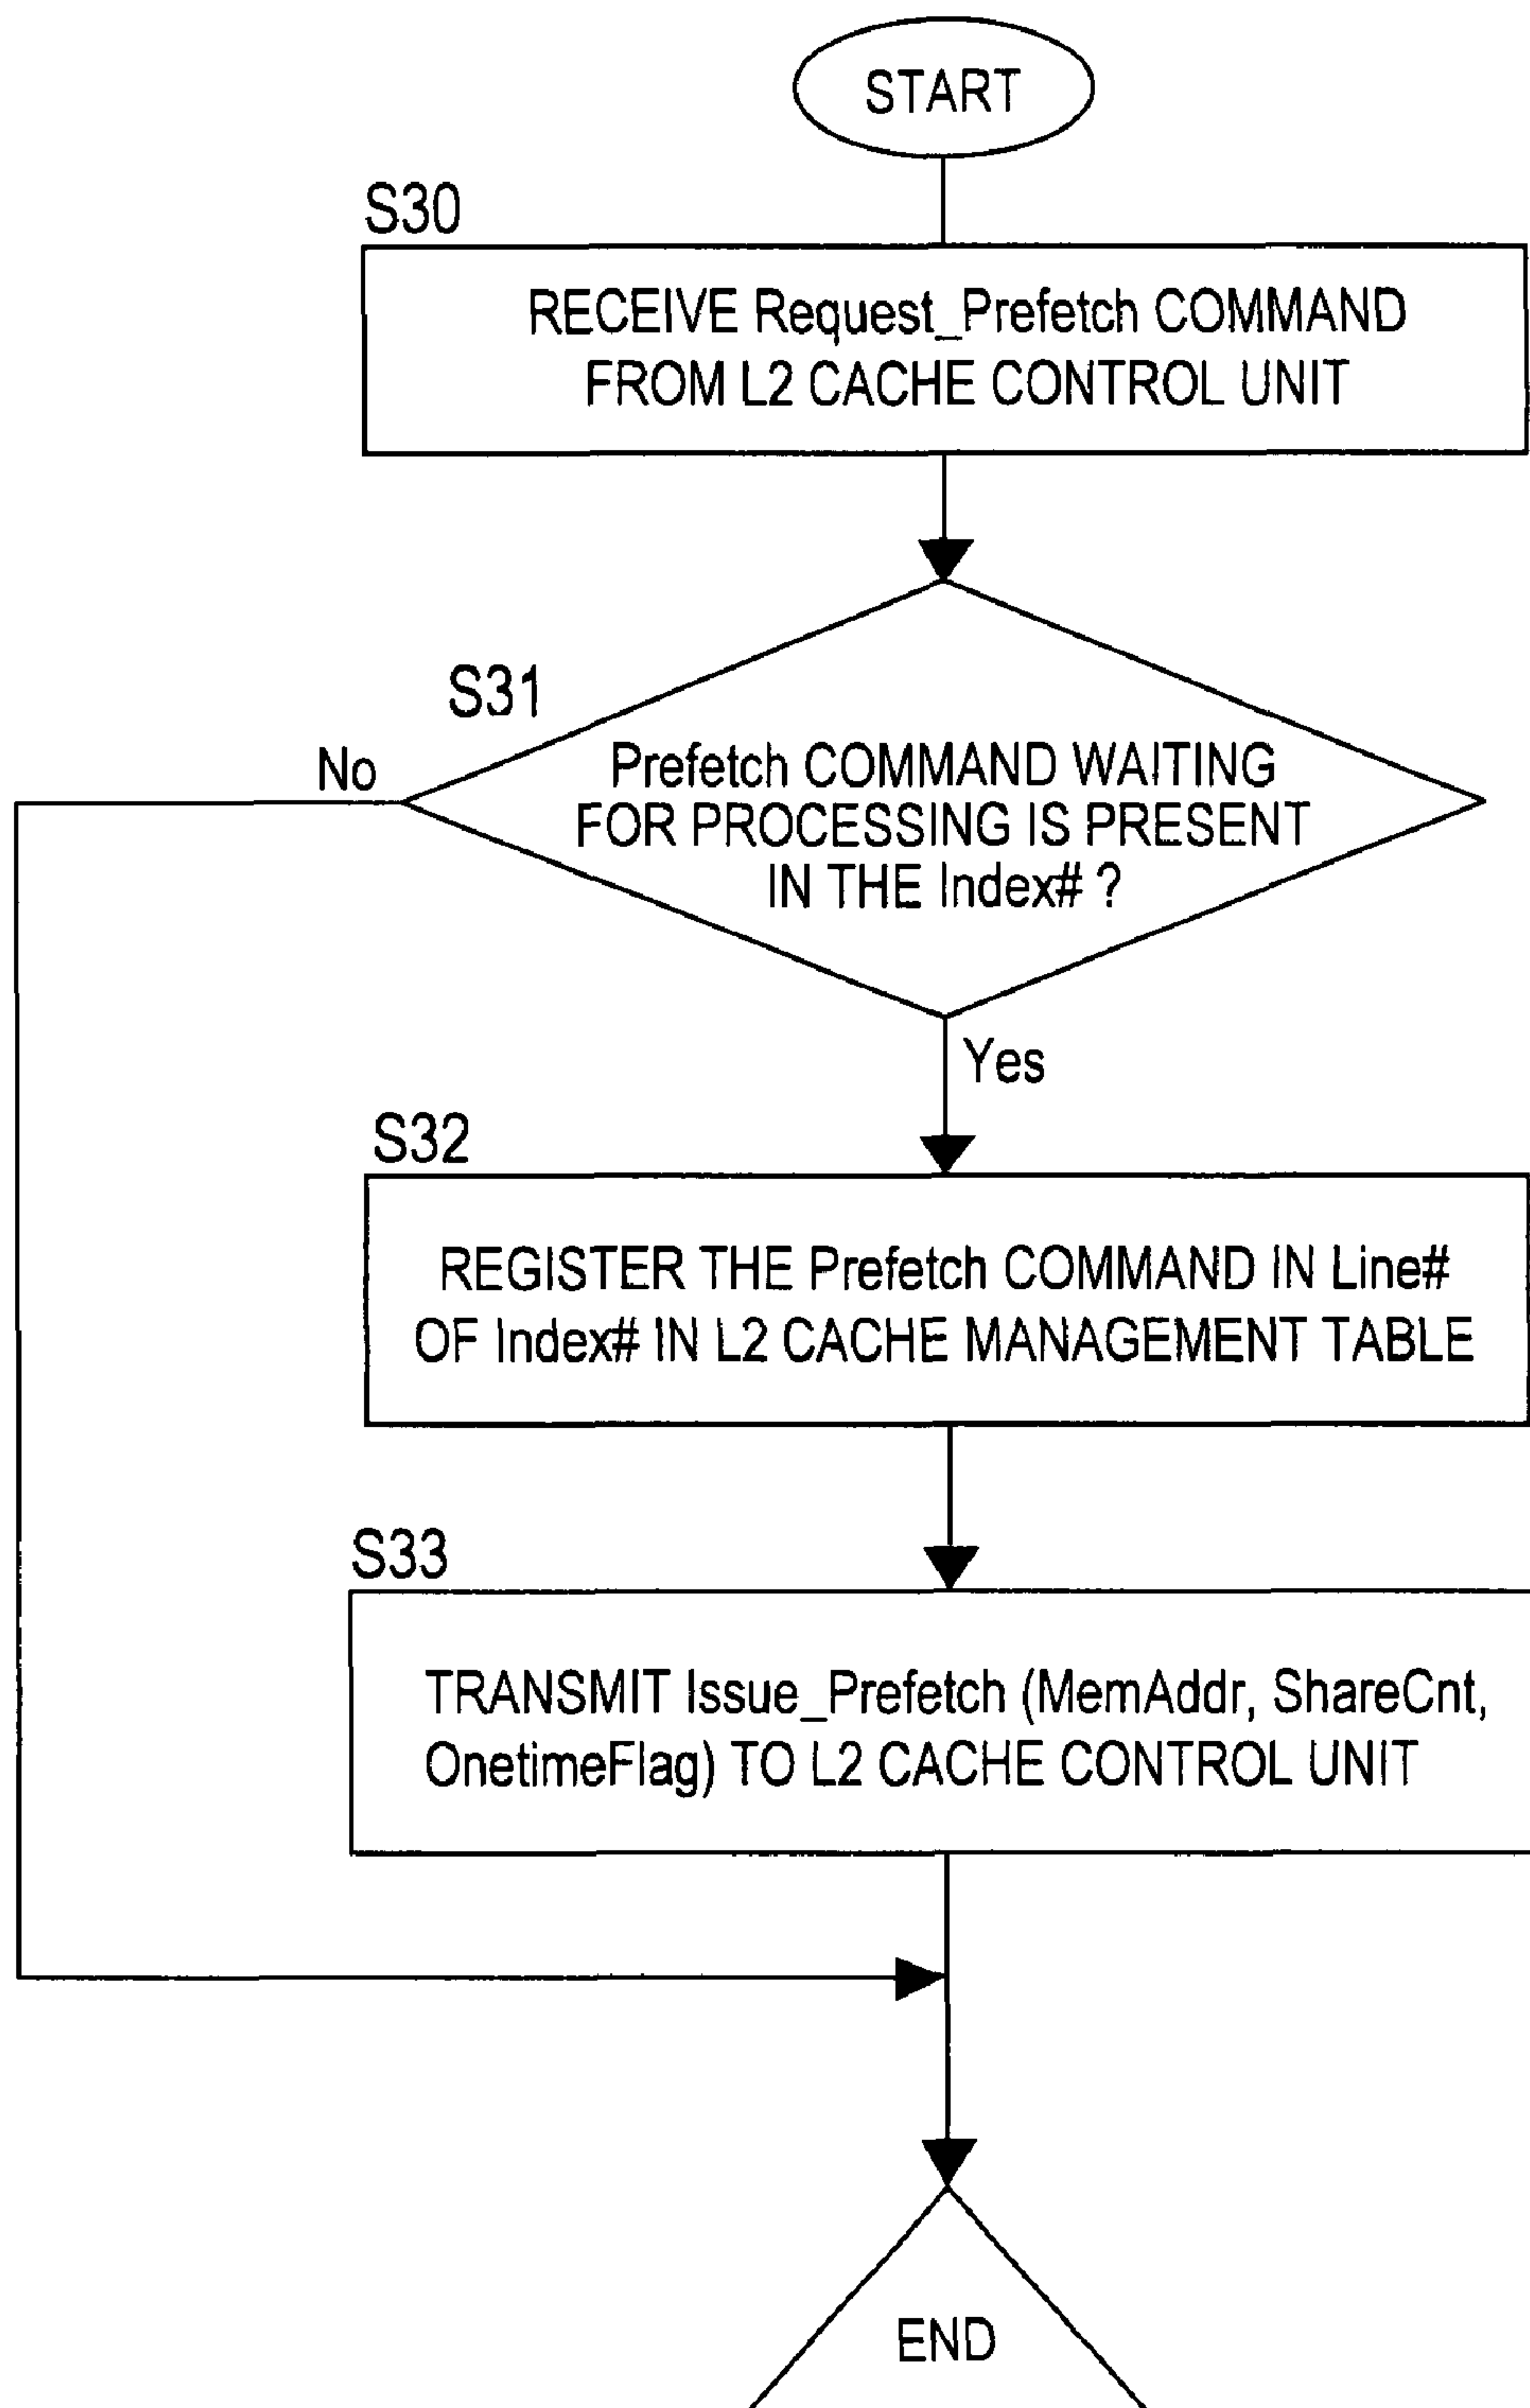 START
S30
RECEIVE Request_Prefetch COMMAND
FROM L2 CACHE CONTROL UNIT
S31
No
Prefetch COMMAND WAITING
FOR PROCESSING IS PRESENT
IN THE Index# ?
Yes
S32
REGISTER THE Prefetch COMMAND IN Line#
OF Index# IN L2 CACHE MANAGEMENT TABLE
S33
TRANSMIT Issue_Prefetch (MemAddr, ShareCnt,
OnetimeFlag) TO L2 CACHE CONTROL UNIT
END